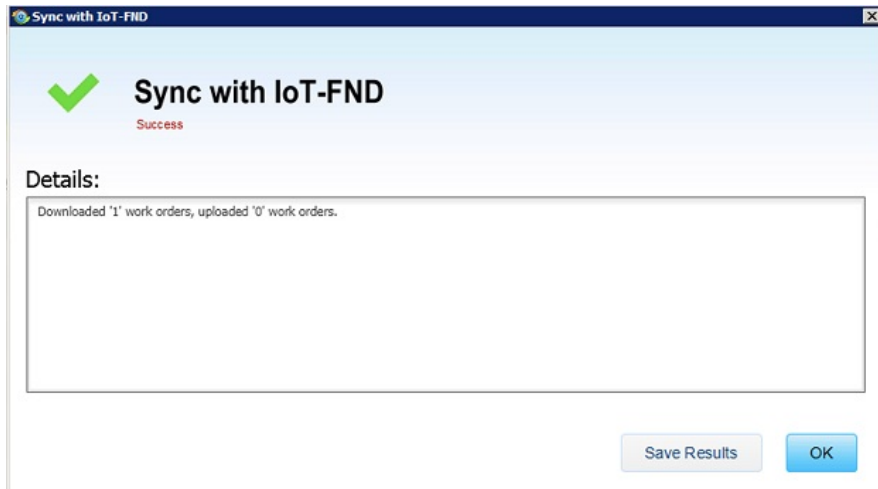 Sync with IoT-FND
Sync with IoT-FND
Success
Details:
Downloaded '1' work orders, uploaded '0' work orders.
Save Results
OK